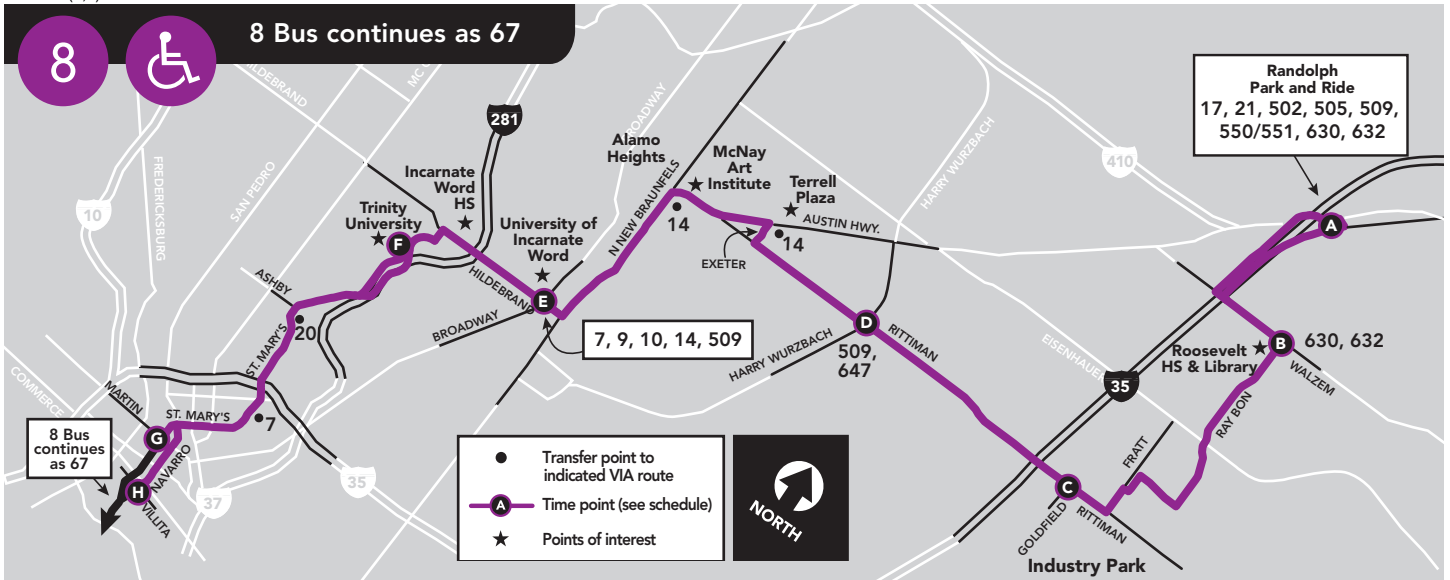 8 Bus continues as 67
8
HILDEBRAND
BROADWAY
281
Incarnate
Word
HS
Trinity
University
F
University of
Incarnate
Word
Alamo
Heights
N NEW BRAUNFELS
McNay
Art
Institute
14
Terrell
Plaza
AUSTIN HWY.
14
EXETER
HARRY WURZBACH
410
Randolph
Park and Ride
17, 21, 502, 505, 509,
550/551, 630, 632
A
10
FREDERICKSBURG
SAN PEDRO
ASHBY
20
ST. MARY'S
HILDEBRAND
E
BROADWAY
7, 9, 10, 14, 509
HARRY WURZBACH
D
509,
647
RITTIMAN
EISENHAUER
35
Roosevelt
HS & Library
B
630, 632
WALZEM
RAY BON
FRATT
C
GOLDFIELD
RITTIMAN
Industry Park
COMMERCE
MARTIN
ST. MARY'S
7
G
NAVARRO
H
VILLITA
8 Bus
continues
as 67
37
35
Transfer point to
indicated VIA route
A
Time point (see schedule)
Points of interest
NORTH